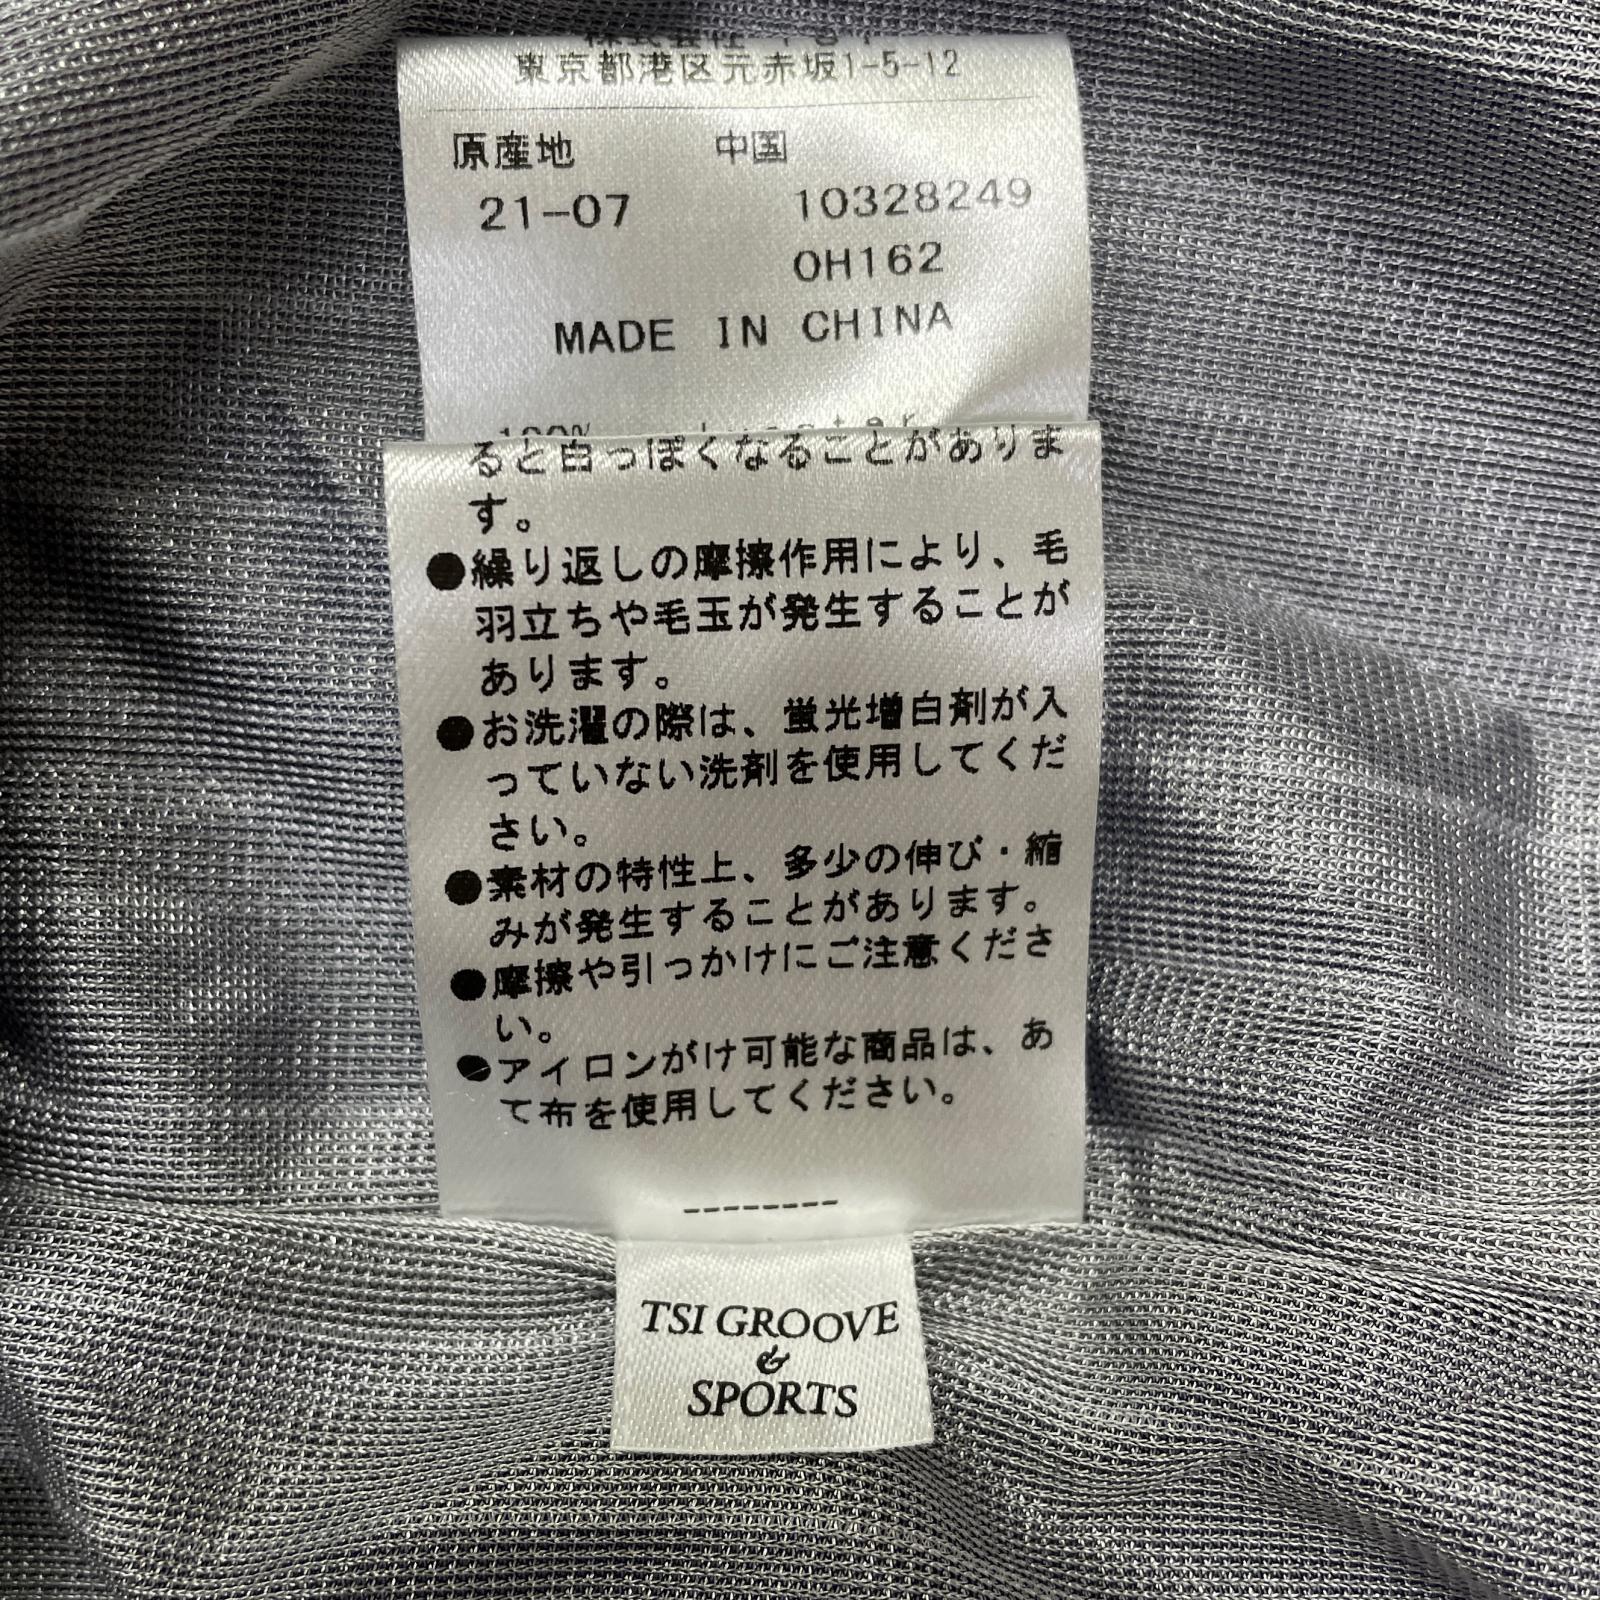 東京都港区元赤坂1-5-12
原産地 中国
21-07 10328249
0H162
MADE IN CHINA
100%
ると白っぽくなることがありま
す。
●繰り返しの摩擦作用により、毛
羽立ちや毛玉が発生することが
あります。
●お洗濯の際は、蛍光増白剤が入
っていない洗剤を使用してくだ
さい。
●素材の特性上、多少の伸び・縮
みが発生することがあります。
●摩擦や引っかけにご注意くださ
い。
●アイロンがけ可能な商品は、あ
て布を使用してください。
--------
TSI GROOVE
&
SPORTS